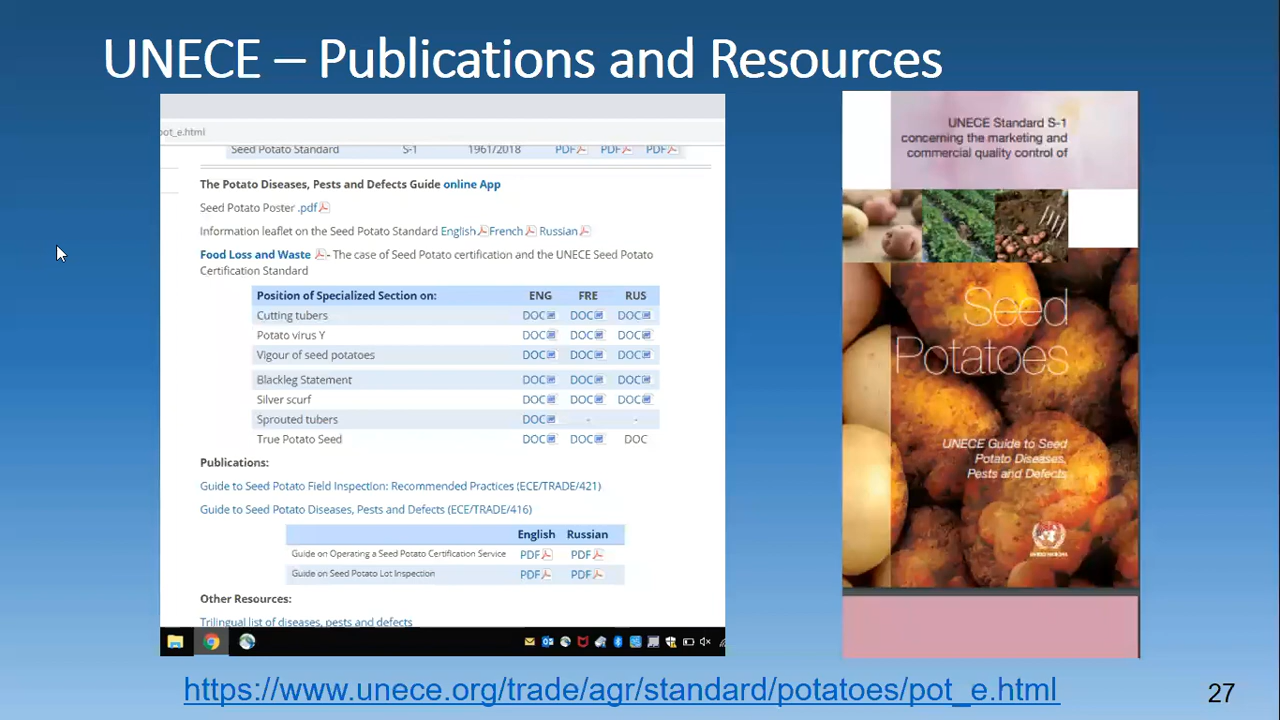 UNECE – Publications and Resources
pot_e.html
Seed Potato Standard S-1 1961/2018 PDF PDF PDF
The Potato Diseases, Pests and Defects Guide online App
Seed Potato Poster .pdf
Information leaflet on the Seed Potato Standard English French Russian
Food Loss and Waste - The case of Seed Potato certification and the UNECE Seed Potato
Certification Standard
Position of Specialized Section on: ENG FRE RUS
Cutting tubers DOC DOC DOC
Potato virus Y DOC DOC DOC
Vigour of seed potatoes DOC DOC DOC
Blackleg Statement DOC DOC DOC
Silver scurf DOC DOC DOC
Sprouted tubers DOC - -
True Potato Seed DOC DOC DOC
Publications:
Guide to Seed Potato Field Inspection: Recommended Practices (ECE/TRADE/421)
Guide to Seed Potato Diseases, Pests and Defects (ECE/TRADE/416)
English Russian
Guide on Operating a Seed Potato Certification Service PDF PDF
Guide on Seed Potato Lot Inspection PDF PDF
Other Resources:
Trilingual list of diseases, pests and defects
UNECE Standard S-1
concerning the marketing and
commercial quality control of
Seed
Potatoes
UNECE Guide to Seed
Potato Diseases,
Pests and Defects
UNITED NATIONS
https://www.unece.org/trade/agr/standard/potatoes/pot_e.html
27